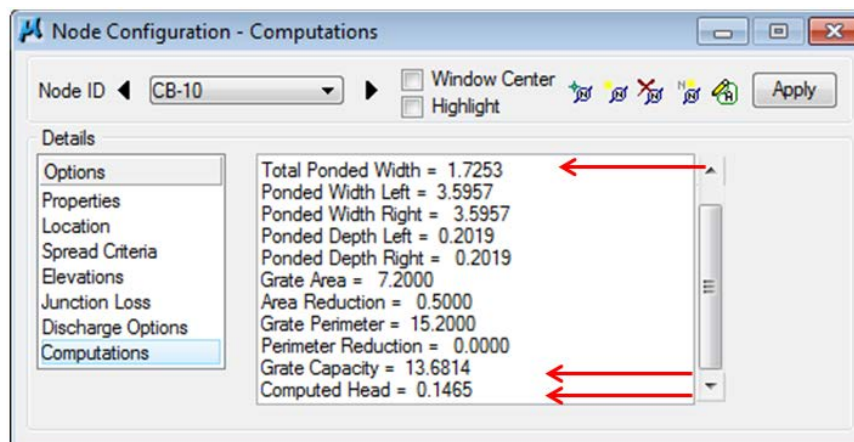 Node Configuration - Computations
Node ID CB-10 Window Center Apply
Highlight
Details
Options
Properties
Location
Spread Criteria
Elevations
Junction Loss
Discharge Options
Computations
Total Ponded Width = 1.7253
Ponded Width Left = 3.5957
Ponded Width Right = 3.5957
Ponded Depth Left = 0.2019
Ponded Depth Right = 0.2019
Grate Area = 7.2000
Area Reduction = 0.5000
Grate Perimeter = 15.2000
Perimeter Reduction = 0.0000
Grate Capacity = 13.6814
Computed Head = 0.1465